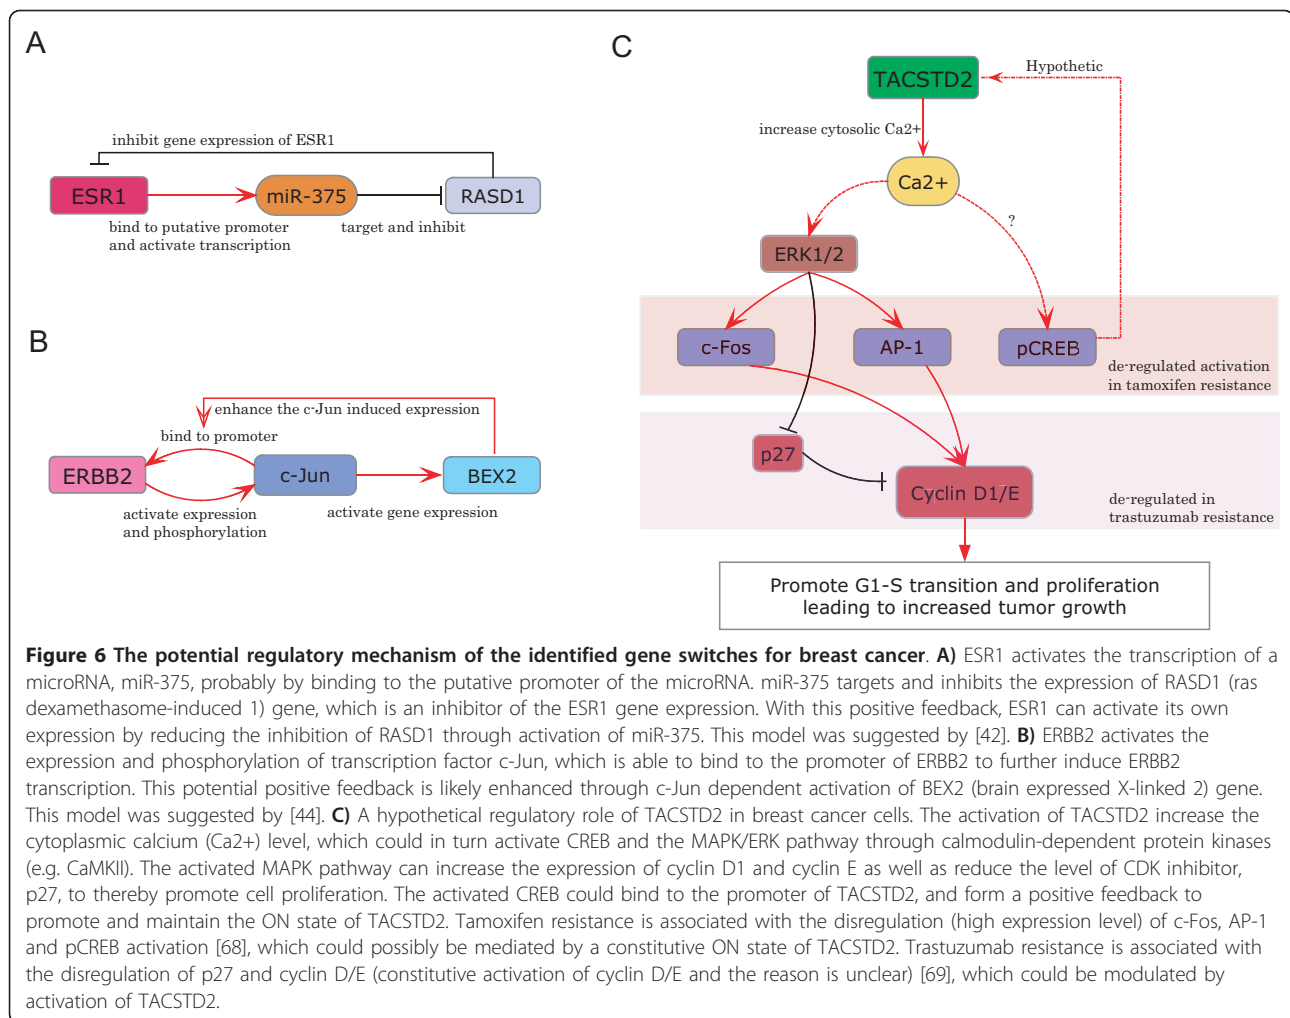 A
inhibit gene expression of ESR1
ESR1
miR-375
RASD1
bind to putative promoter
and activate transcription
target and inhibit
B
enhance the c-Jun induced expression
bind to promoter
ERBB2
c-Jun
BEX2
activate expression
and phosphorylation
activate gene expression
C
Hypothetic
TACSTD2
increase cytosolic Ca2+
Ca2+
?
ERK1/2
c-Fos
AP-1
pCREB
de-regulated activation
in tamoxifen resistance
p27
Cyclin D1/E
de-regulated in
trastuzumab resistance
Promote G1-S transition and proliferation
leading to increased tumor growth
Figure 6 The potential regulatory mechanism of the identified gene switches for breast cancer. A) ESR1 activates the transcription of a
microRNA, miR-375, probably by binding to the putative promoter of the microRNA. miR-375 targets and inhibits the expression of RASD1 (ras
dexamethasome-induced 1) gene, which is an inhibitor of the ESR1 gene expression. With this positive feedback, ESR1 can activate its own
expression by reducing the inhibition of RASD1 through activation of miR-375. This model was suggested by [42]. B) ERBB2 activates the
expression and phosphorylation of transcription factor c-Jun, which is able to bind to the promoter of ERBB2 to further induce ERBB2
transcription. This potential positive feedback is likely enhanced through c-Jun dependent activation of BEX2 (brain expressed X-linked 2) gene.
This model was suggested by [44]. C) A hypothetical regulatory role of TACSTD2 in breast cancer cells. The activation of TACSTD2 increase the
cytoplasmic calcium (Ca2+) level, which could in turn activate CREB and the MAPK/ERK pathway through calmodulin-dependent protein kinases
(e.g. CaMKII). The activated MAPK pathway can increase the expression of cyclin D1 and cyclin E as well as reduce the level of CDK inhibitor,
p27, to thereby promote cell proliferation. The activated CREB could bind to the promoter of TACSTD2, and form a positive feedback to
promote and maintain the ON state of TACSTD2. Tamoxifen resistance is associated with the disregulation (high expression level) of c-Fos, AP-1
and pCREB activation [68], which could possibly be mediated by a constitutive ON state of TACSTD2. Trastuzumab resistance is associated with
the disregulation of p27 and cyclin D/E (constitutive activation of cyclin D/E and the reason is unclear) [69], which could be modulated by
activation of TACSTD2.